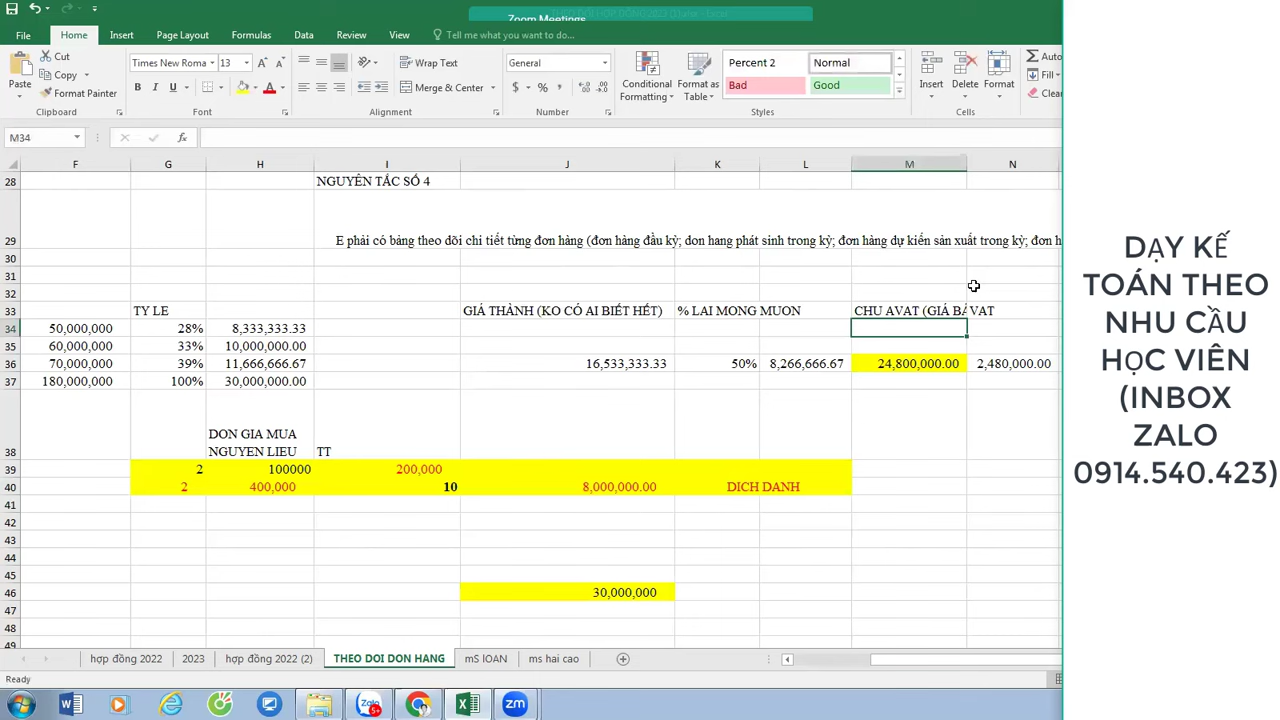 Zoom Meetings
File Home Insert Page Layout Formulas Data Review View Tell me what you want to do...
Paste
Cut
Copy
Format Painter
Clipboard
Times New Roma 13
B I U
Font
Wrap Text
Merge & Center
Alignment
General
$ % ,
Number
Conditional Formatting
Format as Table
Percent 2 Normal
Bad Good
Styles
Insert Delete Format
Cells
Auto
Fill
Clea
M34
fx
F G H I J K L M N
28 NGUYÊN TẮC SỐ 4
29 E phải có bảng theo dõi chi tiết từng đơn hàng (đơn hàng đầu kỳ; don hang phát sinh trong kỳ; đơn hàng dự kiến sản xuất trong kỳ; đơn h
30
31
32
33 TY LE GIÁ THÀNH (KO CÓ AI BIẾT HẾT) % LAI MONG MUON CHU AVAT (GIÁ BÁ VAT
34 50,000,000 28% 8,333,333.33
35 60,000,000 33% 10,000,000.00
36 70,000,000 39% 11,666,666.67 16,533,333.33 50% 8,266,666.67 24,800,000.00 2,480,000.00
37 180,000,000 100% 30,000,000.00
38 DON GIA MUA NGUYEN LIEU TT
39 2 100000 200,000
40 2 400,000 10 8,000,000.00 DICH DANH
41
42
43
44
45
46 30,000,000
47
48
49
hợp đồng 2022 2023 hợp đồng 2022 (2) THEO DOI DON HANG mS lOAN ms hai cao
Ready
DẠY KẾ
TOÁN THEO
NHU CẦU
HỌC VIÊN
(INBOX
ZALO
0914.540.423)